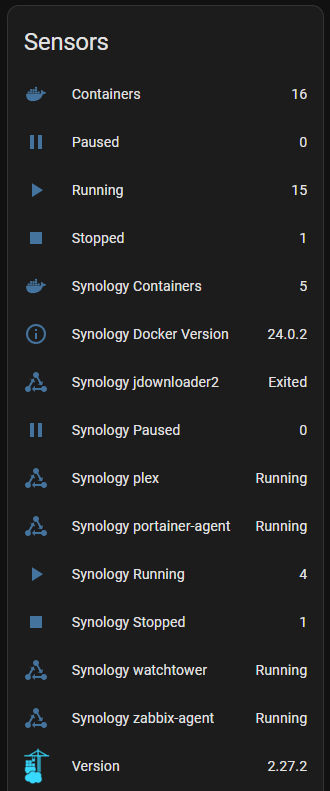 Sensors
Containers 16
Paused 0
Running 15
Stopped 1
Synology Containers 5
Synology Docker Version 24.0.2
Synology jdownloader2 Exited
Synology Paused 0
Synology plex Running
Synology portainer-agent Running
Synology Running 4
Synology Stopped 1
Synology watchtower Running
Synology zabbix-agent Running
Version 2.27.2